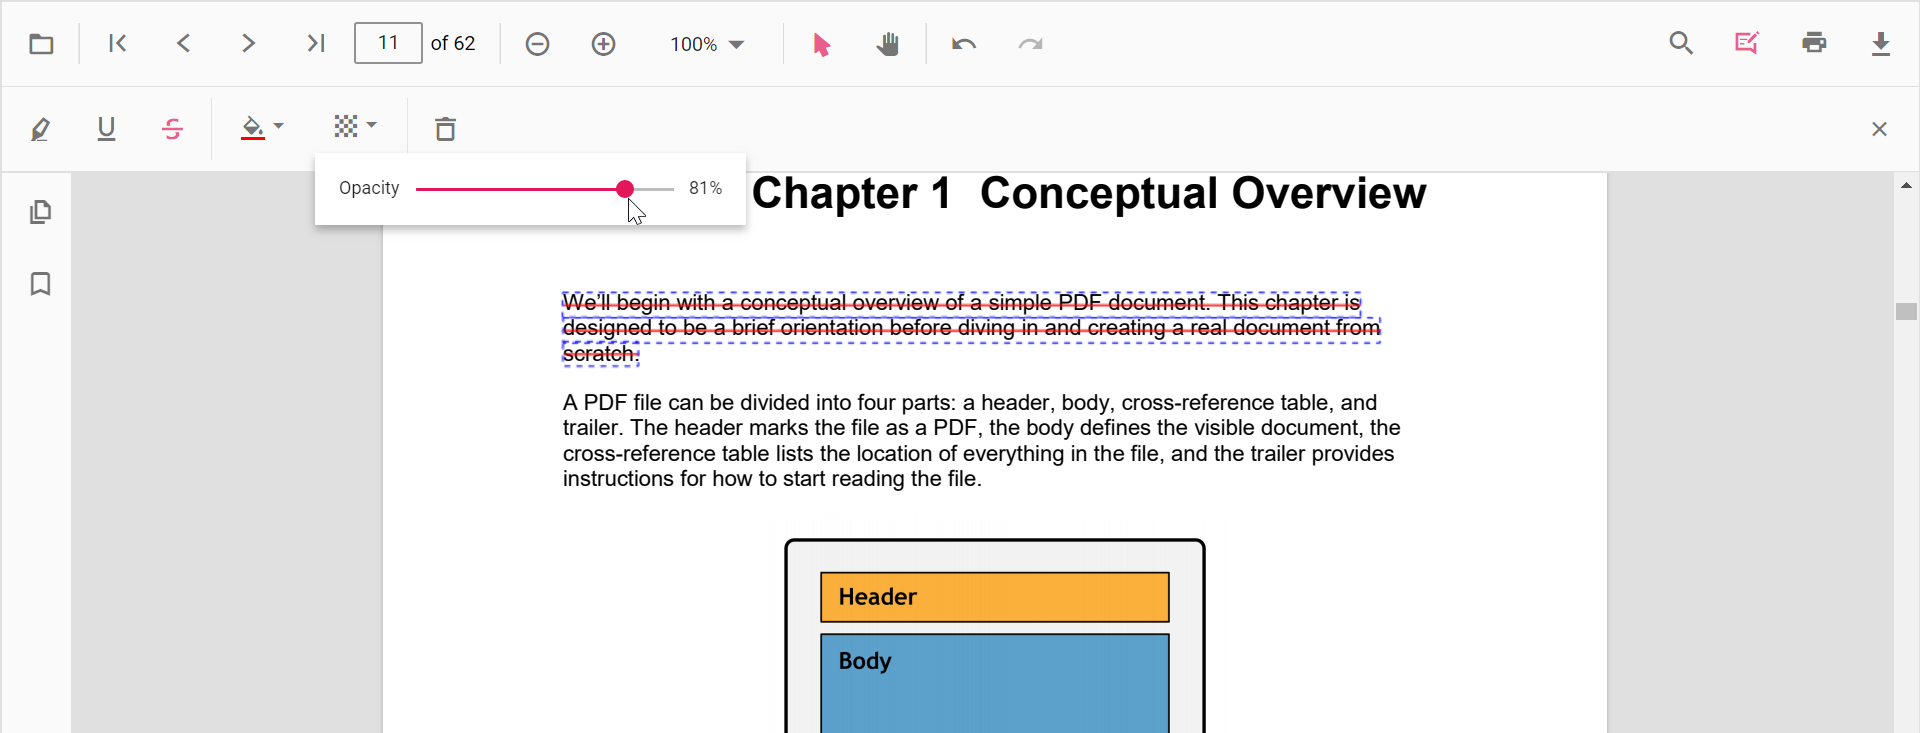 11 of 62
100%
U
S
Opacity 81%
Chapter 1 Conceptual Overview
We’ll begin with a conceptual overview of a simple PDF document. This chapter is
designed to be a brief orientation before diving in and creating a real document from
scratch.
A PDF file can be divided into four parts: a header, body, cross-reference table, and
trailer. The header marks the file as a PDF, the body defines the visible document, the
cross-reference table lists the location of everything in the file, and the trailer provides
instructions for how to start reading the file.
Header
Body